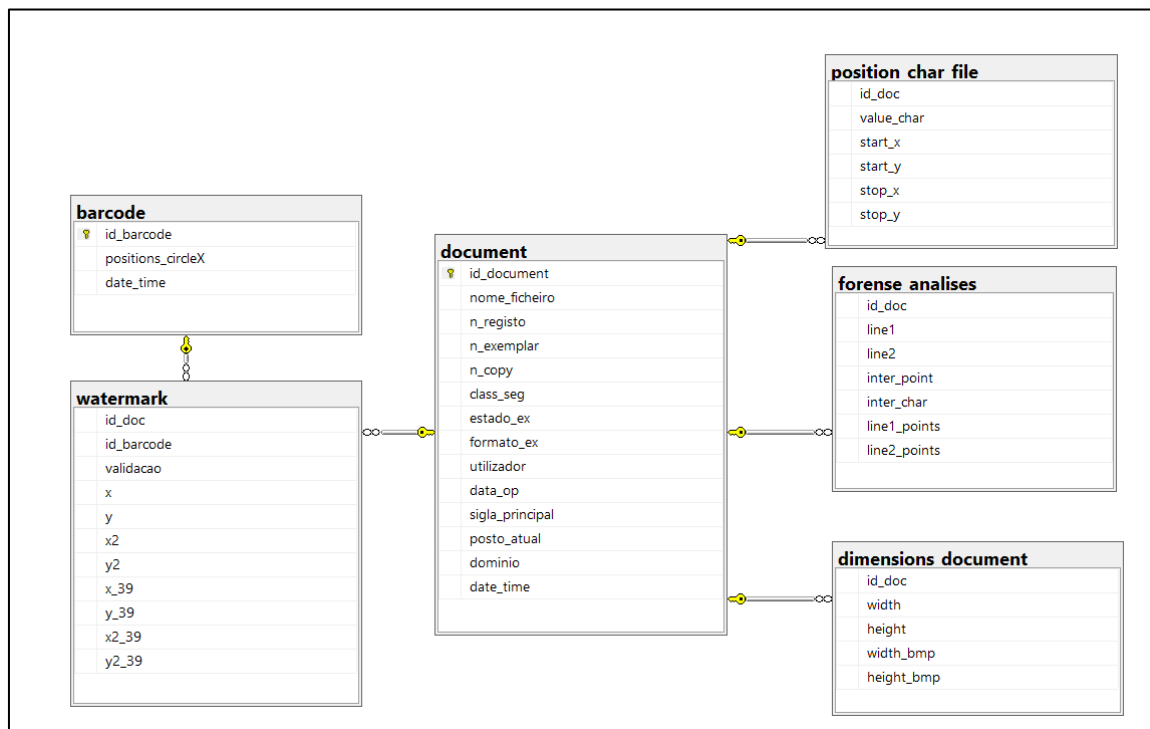 barcode
id_barcode
positions_circleX
date_time
watermark
id_doc
id_barcode
validacao
x
y
x2
y2
x_39
y_39
x2_39
y2_39
document
id_document
nome_ficheiro
n_registo
n_exemplar
n_copy
class_seg
estado_ex
formato_ex
utilizador
data_op
sigla_principal
posto_atual
dominio
date_time
position char file
id_doc
value_char
start_x
start_y
stop_x
stop_y
forense analises
id_doc
line1
line2
inter_point
inter_char
line1_points
line2_points
dimensions document
id_doc
width
height
width_bmp
height_bmp